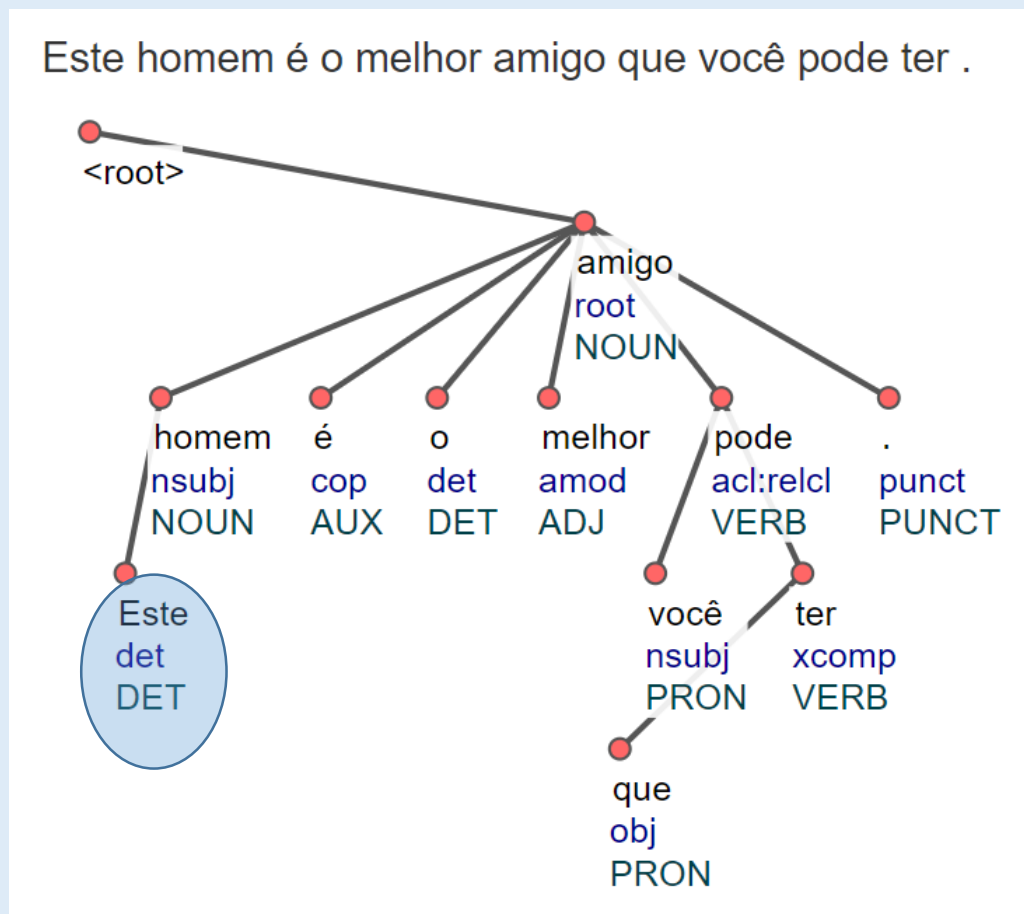 Este homem é o melhor amigo que você pode ter .
<root>
amigo
root
NOUN
homem é o melhor pode .
nsubj cop det amod acl:relcl punct
NOUN AUX DET ADJ VERB PUNCT
Este você ter
det nsubj xcomp
DET PRON VERB
que
obj
PRON